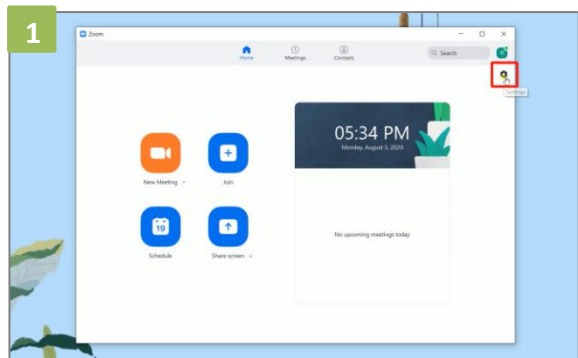 1
Zoom
Home
Meetings
Contacts
Search
Settings
05:34 PM
Monday, August 3, 2020
New Meeting
Join
19
Schedule
Share screen
No upcoming meetings today